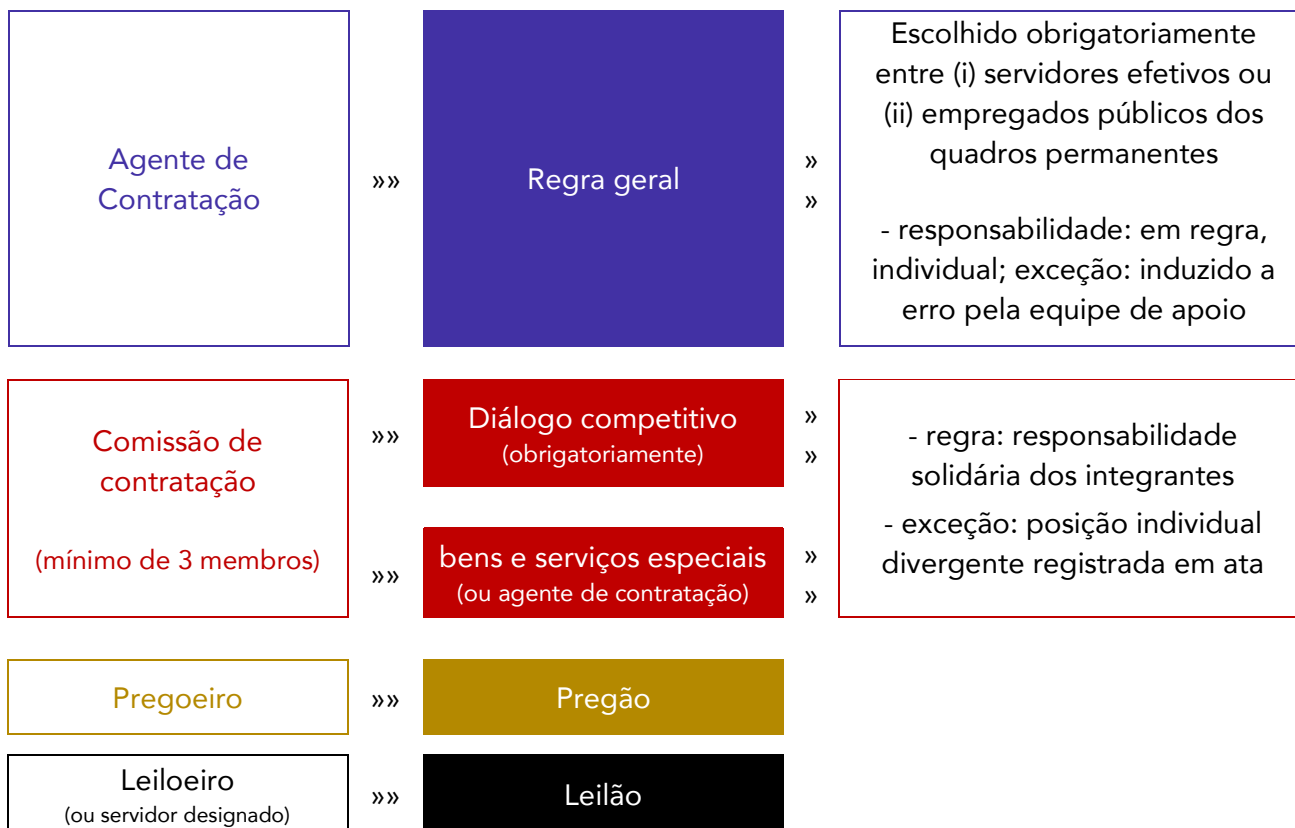 Agente de
Contratação
»»
Regra geral
»
»
Escolhido obrigatoriamente
entre (i) servidores efetivos ou
(ii) empregados públicos dos
quadros permanentes
- responsabilidade: em regra,
individual; exceção: induzido a
erro pela equipe de apoio
Comissão de
contratação
(mínimo de 3 membros)
»»
Diálogo competitivo
(obrigatoriamente)
»
»
»»
bens e serviços especiais
(ou agente de contratação)
»
»
- regra: responsabilidade
solidária dos integrantes
- exceção: posição individual
divergente registrada em ata
Pregoeiro
»»
Pregão
Leiloeiro
(ou servidor designado)
»»
Leilão